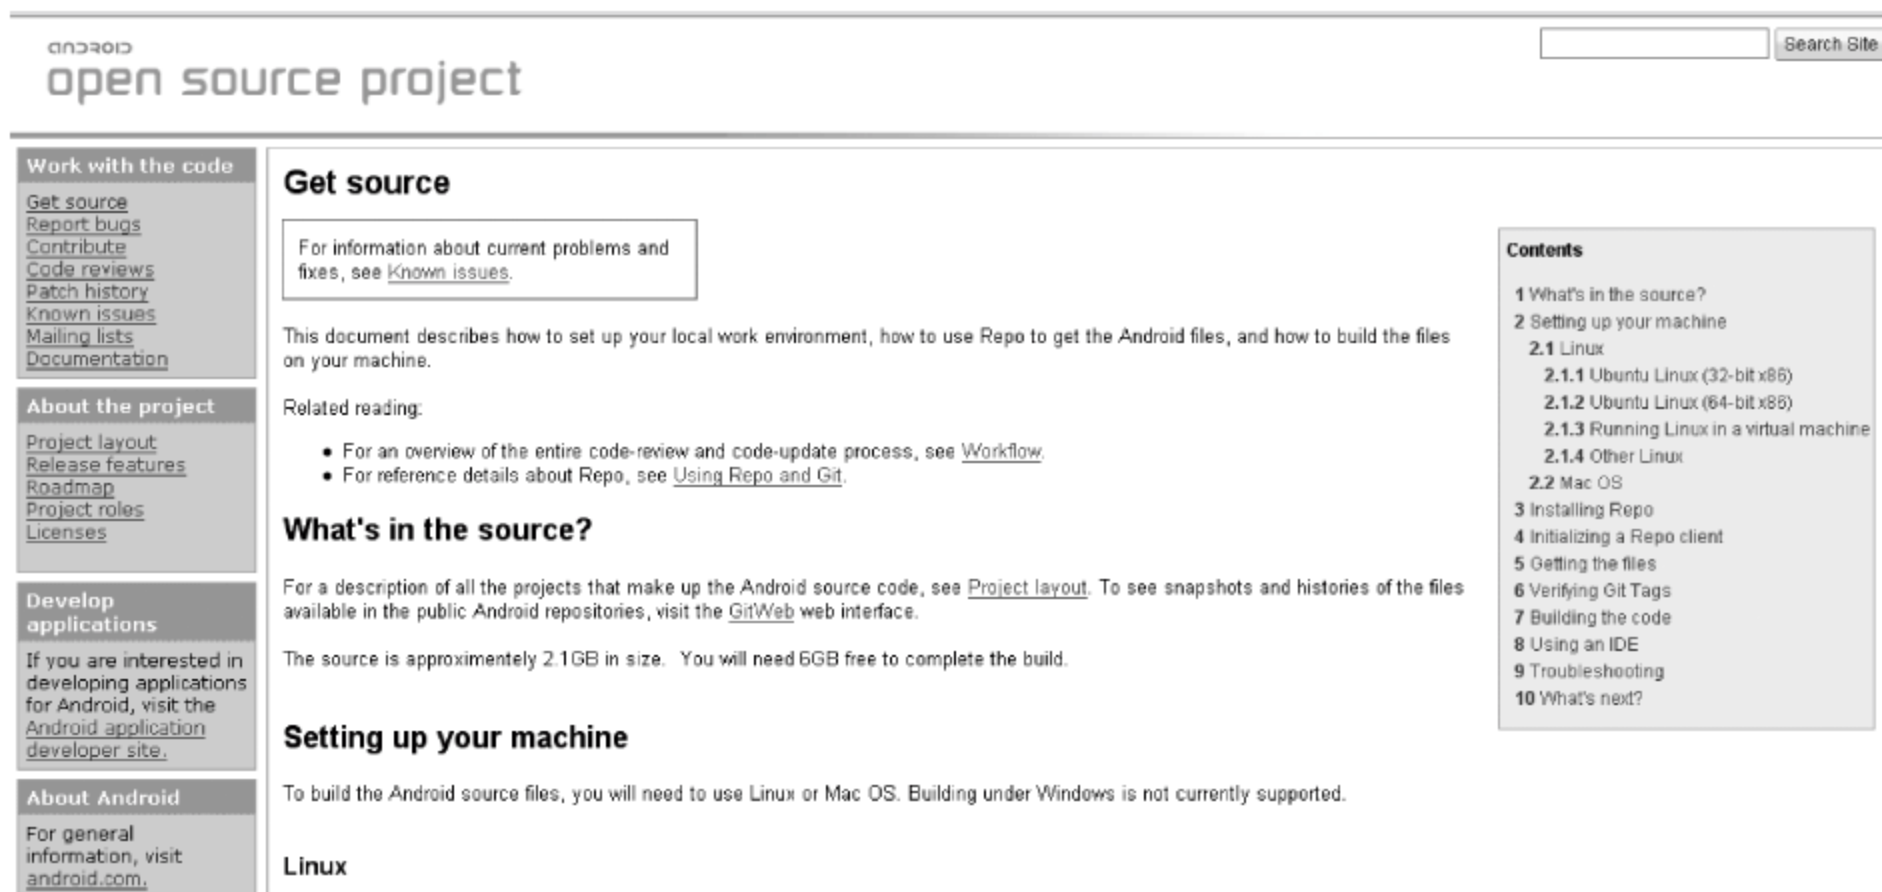 ANDROID
open source project
Search Site
Work with the code
Get source
Report bugs
Contribute
Code reviews
Patch history
Known issues
Mailing lists
Documentation
About the project
Project layout
Release features
Roadmap
Project roles
Licenses
Develop
applications
If you are interested in
developing applications
for Android, visit the
Android application
developer site.
About Android
For general
information, visit
android.com.
Get source
For information about current problems and
fixes, see Known issues.
This document describes how to set up your local work environment, how to use Repo to get the Android files, and how to build the files
on your machine.
Related reading:
• For an overview of the entire code-review and code-update process, see Workflow.
• For reference details about Repo, see Using Repo and Git.
What's in the source?
For a description of all the projects that make up the Android source code, see Project layout. To see snapshots and histories of the files
available in the public Android repositories, visit the GitWeb web interface.
The source is approximentely 2.1GB in size. You will need 6GB free to complete the build.
Setting up your machine
To build the Android source files, you will need to use Linux or Mac OS. Building under Windows is not currently supported.
Linux
Contents
1 What's in the source?
2 Setting up your machine
2.1 Linux
2.1.1 Ubuntu Linux (32-bit x86)
2.1.2 Ubuntu Linux (64-bit x86)
2.1.3 Running Linux in a virtual machine
2.1.4 Other Linux
2.2 Mac OS
3 Installing Repo
4 Initializing a Repo client
5 Getting the files
6 Verifying Git Tags
7 Building the code
8 Using an IDE
9 Troubleshooting
10 What's next?